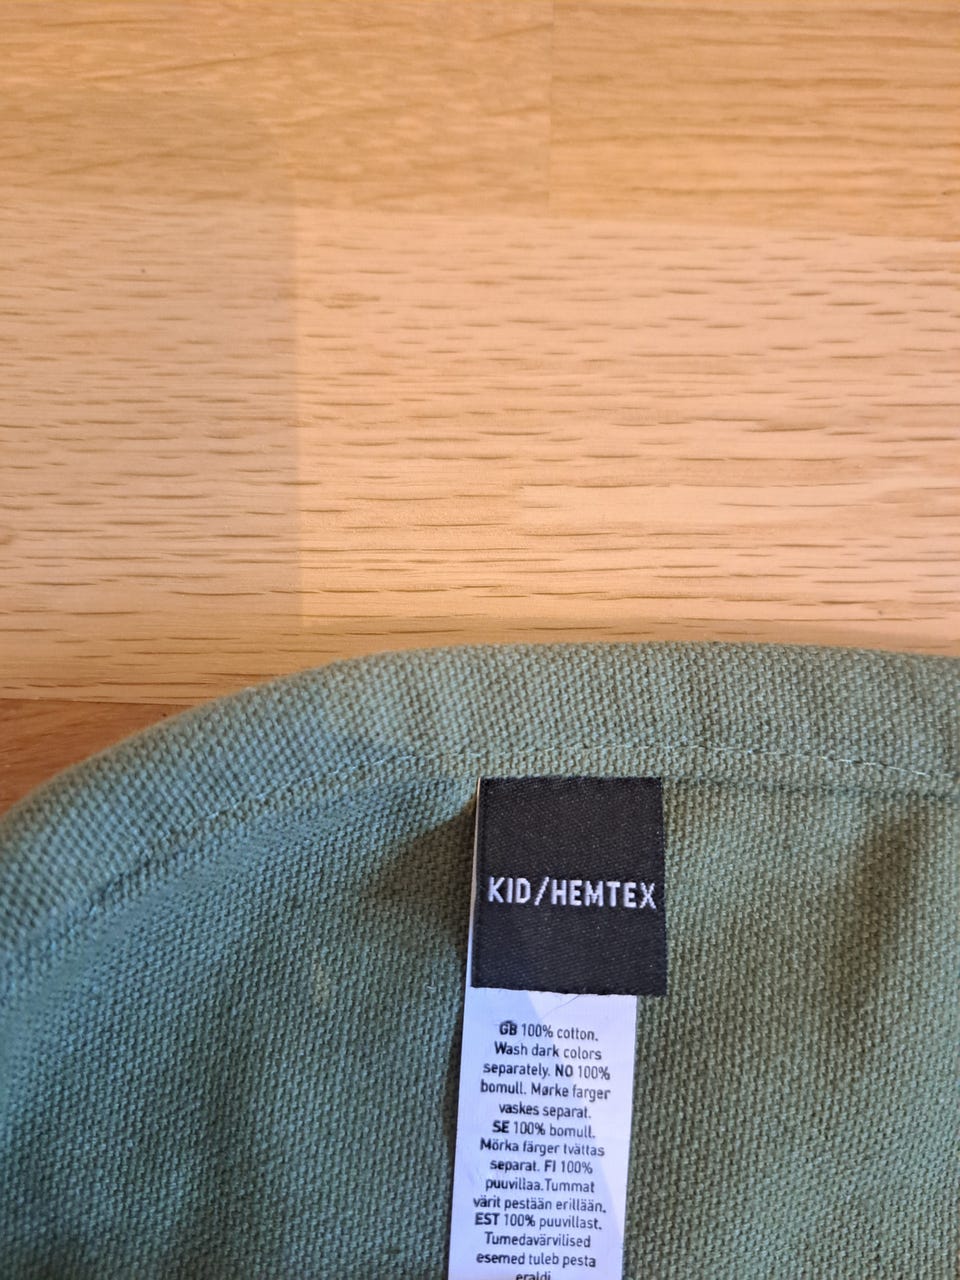 KID/HEMTEX
GB 100% cotton.
Wash dark colors
separately. NO 100%
bomull. Mørke farger
vaskes separat.
SE 100% bomull.
Mörka färger tvättas
separat. FI 100%
puuvillaa.Tummat
värit pestään erillään.
EST 100% puuvillast.
Tumedavärvilised
esemed tuleb pesta
eraldi